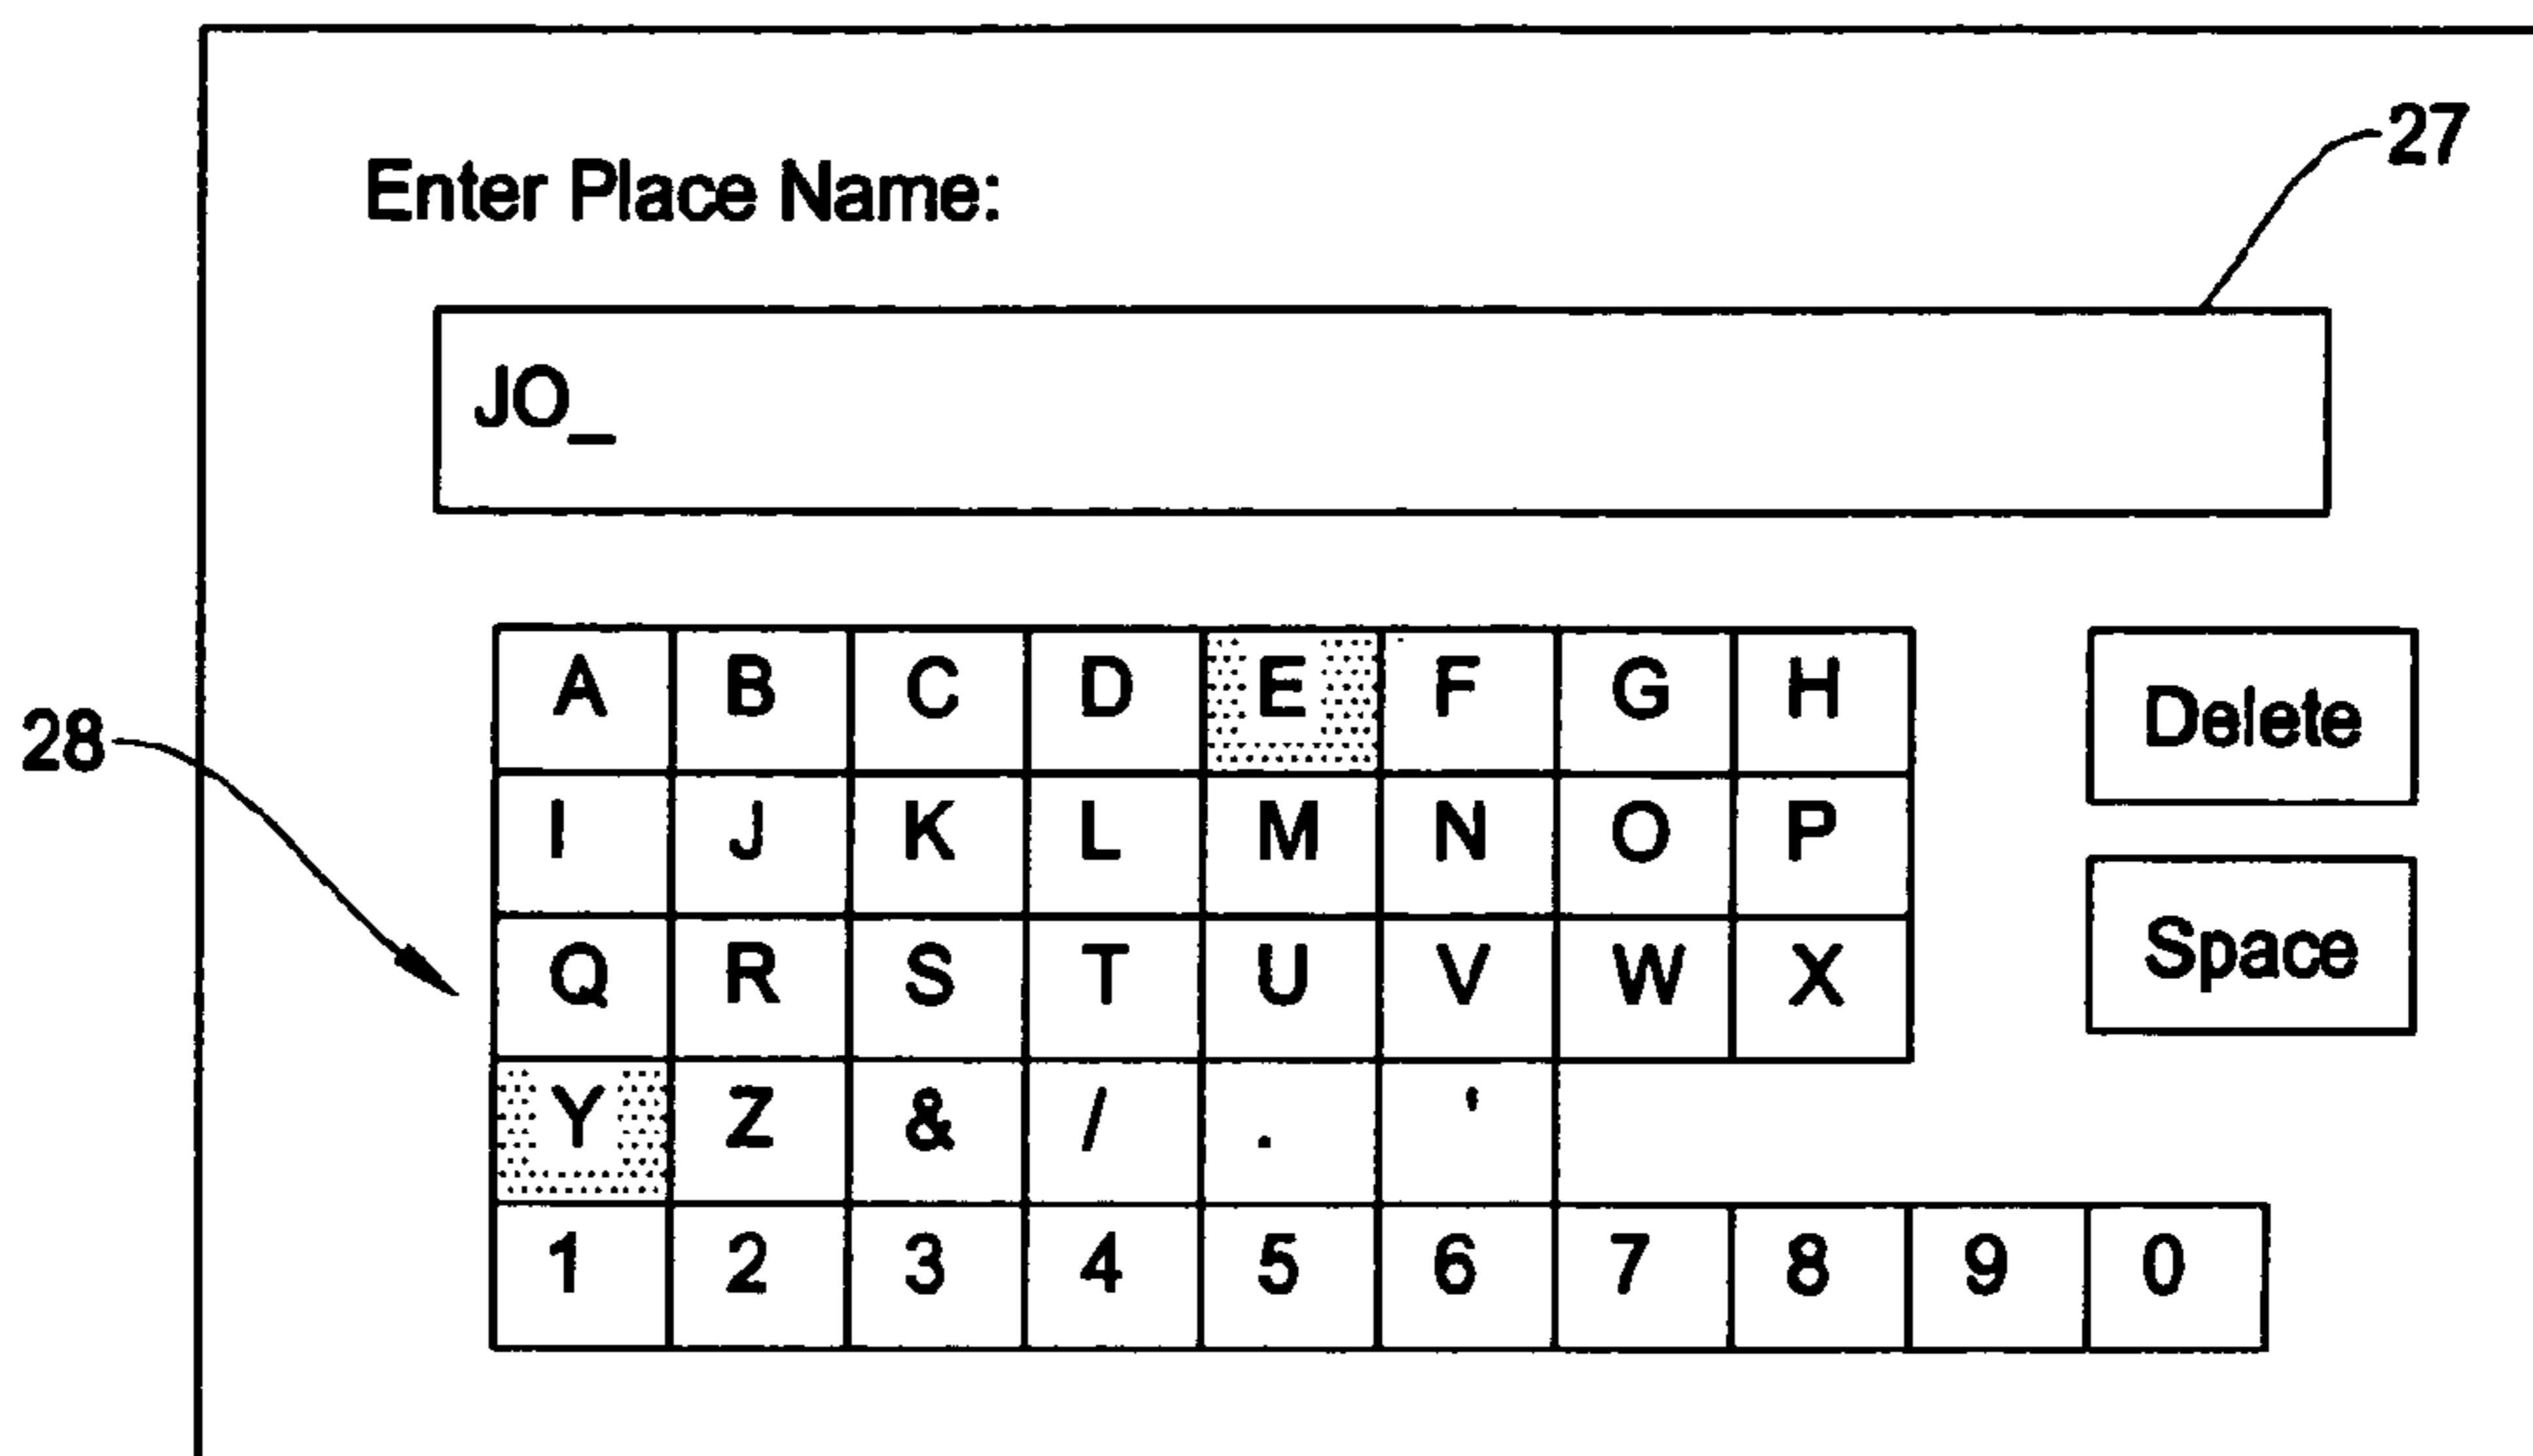 27
Enter Place Name:
JO_
A B C D E F G H
Delete
28
I J K L M N O P
Q R S T U V W X
Space
Y Z & / . '
1 2 3 4 5 6 7 8 9 0